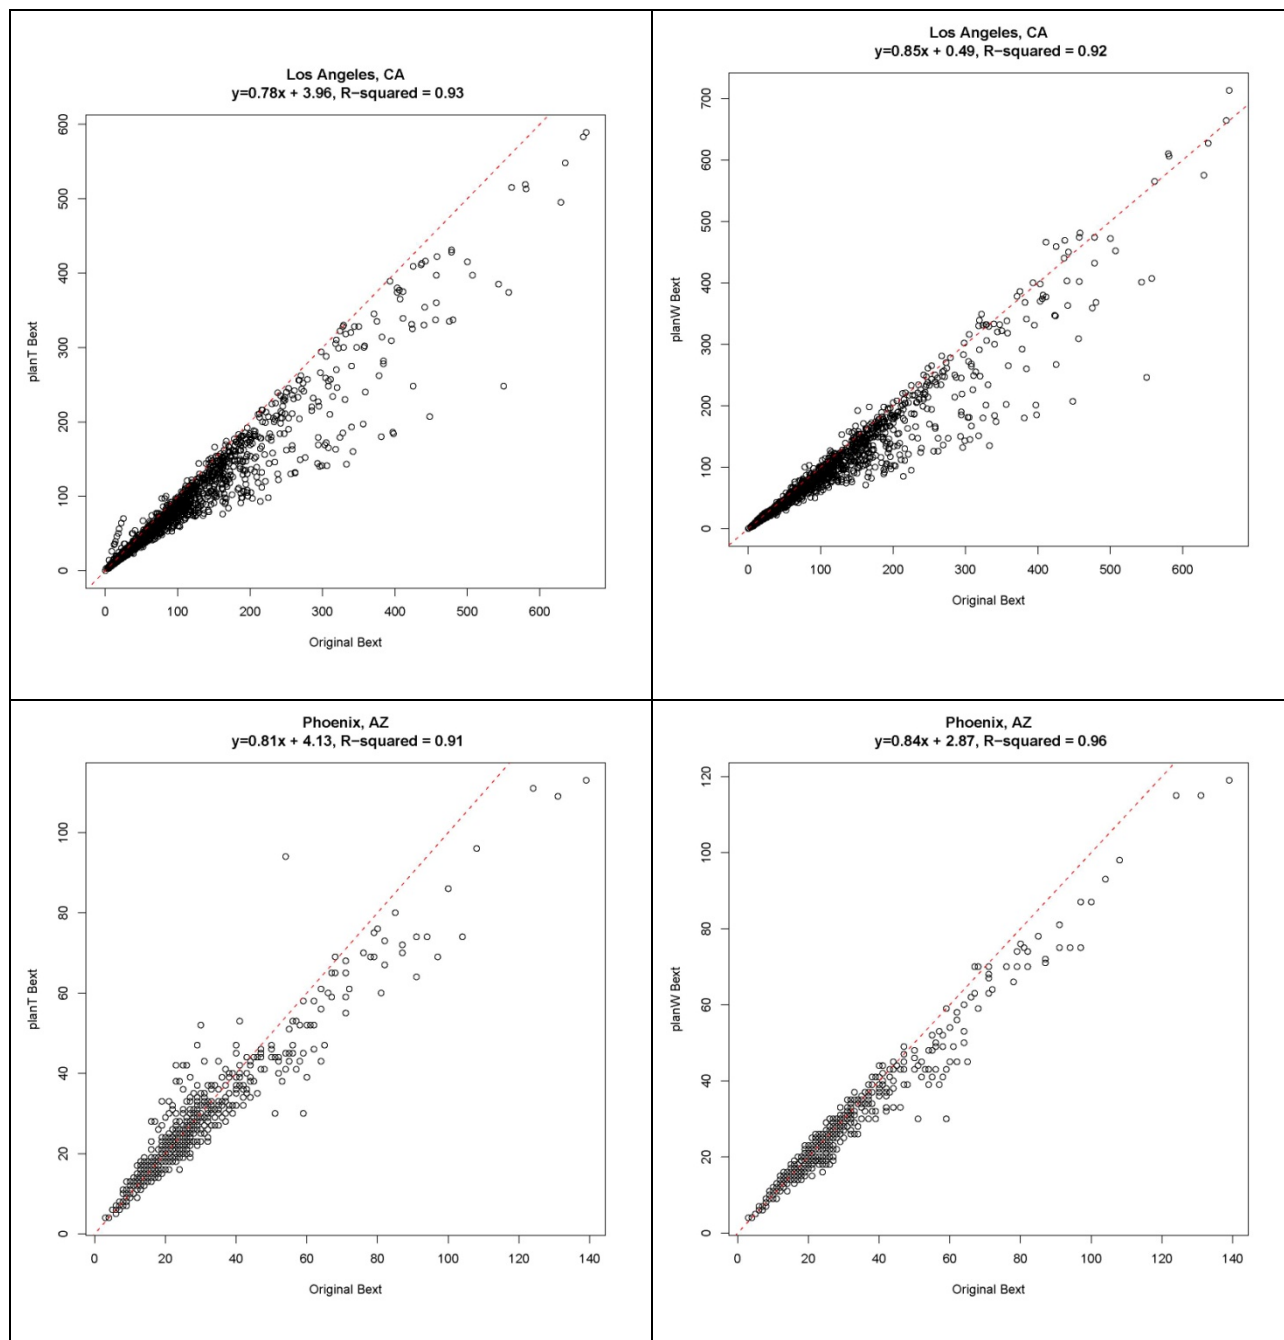 Los Angeles, CA
y=0.78x + 3.96, R−squared = 0.93
planT Bext
600
500
400
300
200
100
0
0 100 200 300 400 500 600
Original Bext
Los Angeles, CA
y=0.85x + 0.49, R−squared = 0.92
planW Bext
700
600
500
400
300
200
100
0
0 100 200 300 400 500 600
Original Bext
Phoenix, AZ
y=0.81x + 4.13, R−squared = 0.91
planT Bext
100
80
60
40
20
0
0 20 40 60 80 100 120 140
Original Bext
Phoenix, AZ
y=0.84x + 2.87, R−squared = 0.96
planW Bext
120
100
80
60
40
20
0
0 20 40 60 80 100 120 140
Original Bext